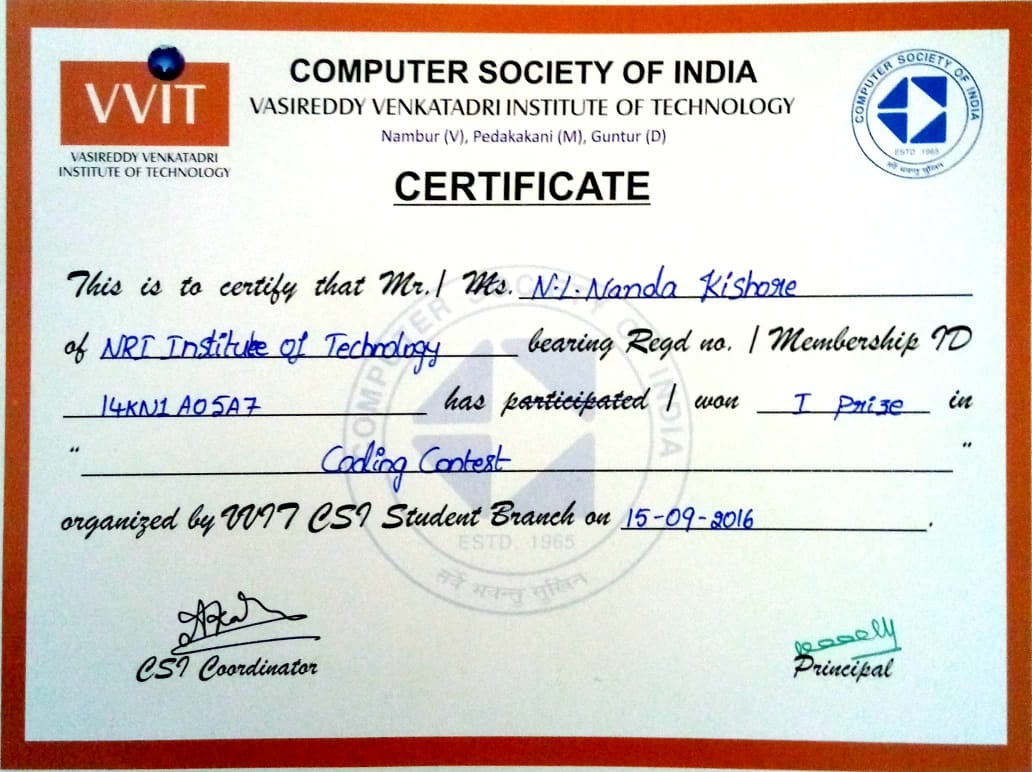 VVIT
VASIREDDY VENKATADRI
INSTITUTE OF TECHNOLOGY
COMPUTER SOCIETY OF INDIA
VASIREDDY VENKATADRI INSTITUTE OF TECHNOLOGY
Nambur (V), Pedakakani (M), Guntur (D)
COMPUTER SOCIETY OF INDIA
ESTD 1965
सर्वे भवन्तु सुखिन
CERTIFICATE
This is to certify that Mr. / Ms. N.L. Nanda Kishore
of NRI Institute of Technology bearing Regd no. / Membership ID
14KN1A05A7 has participated / won I Prize in
" Coding Contest "
organized by VVIT CSI Student Branch on 15-09-2016.
COMPUTER SOCIETY OF INDIA
ESTD. 1965
सर्वे भवन्तु सुखिन
CSI Coordinator
Principal